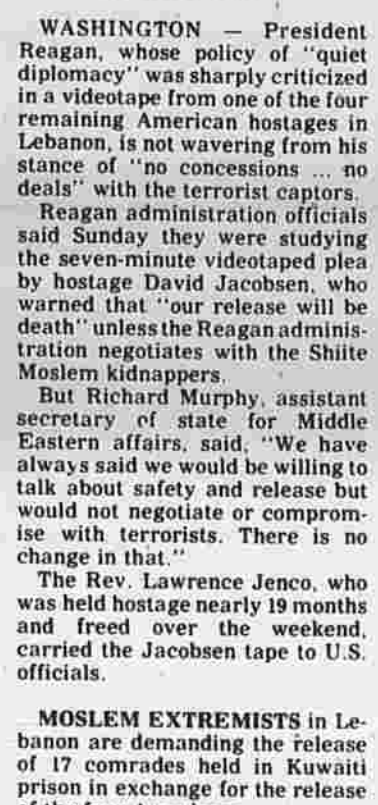 WASHINGTON — President
Reagan, whose policy of "quiet
diplomacy" was sharply criticized
in a videotape from one of the four
remaining American hostages in
Lebanon, is not wavering from his
stance of "no concessions ... no
deals" with the terrorist captors.
Reagan administration officials
said Sunday they were studying
the seven-minute videotaped plea
by hostage David Jacobsen, who
warned that "our release will be
death" unless the Reagan adminis-
tration negotiates with the Shiite
Moslem kidnappers.
But Richard Murphy, assistant
secretary of state for Middle
Eastern affairs, said, "We have
always said we would be willing to
talk about safety and release but
would not negotiate or comprom-
ise with terrorists. There is no
change in that."
The Rev. Lawrence Jenco, who
was held hostage nearly 19 months
and freed over the weekend,
carried the Jacobsen tape to U.S.
officials.
MOSLEM EXTREMISTS in Le-
banon are demanding the release
of 17 comrades held in Kuwaiti
prison in exchange for the release